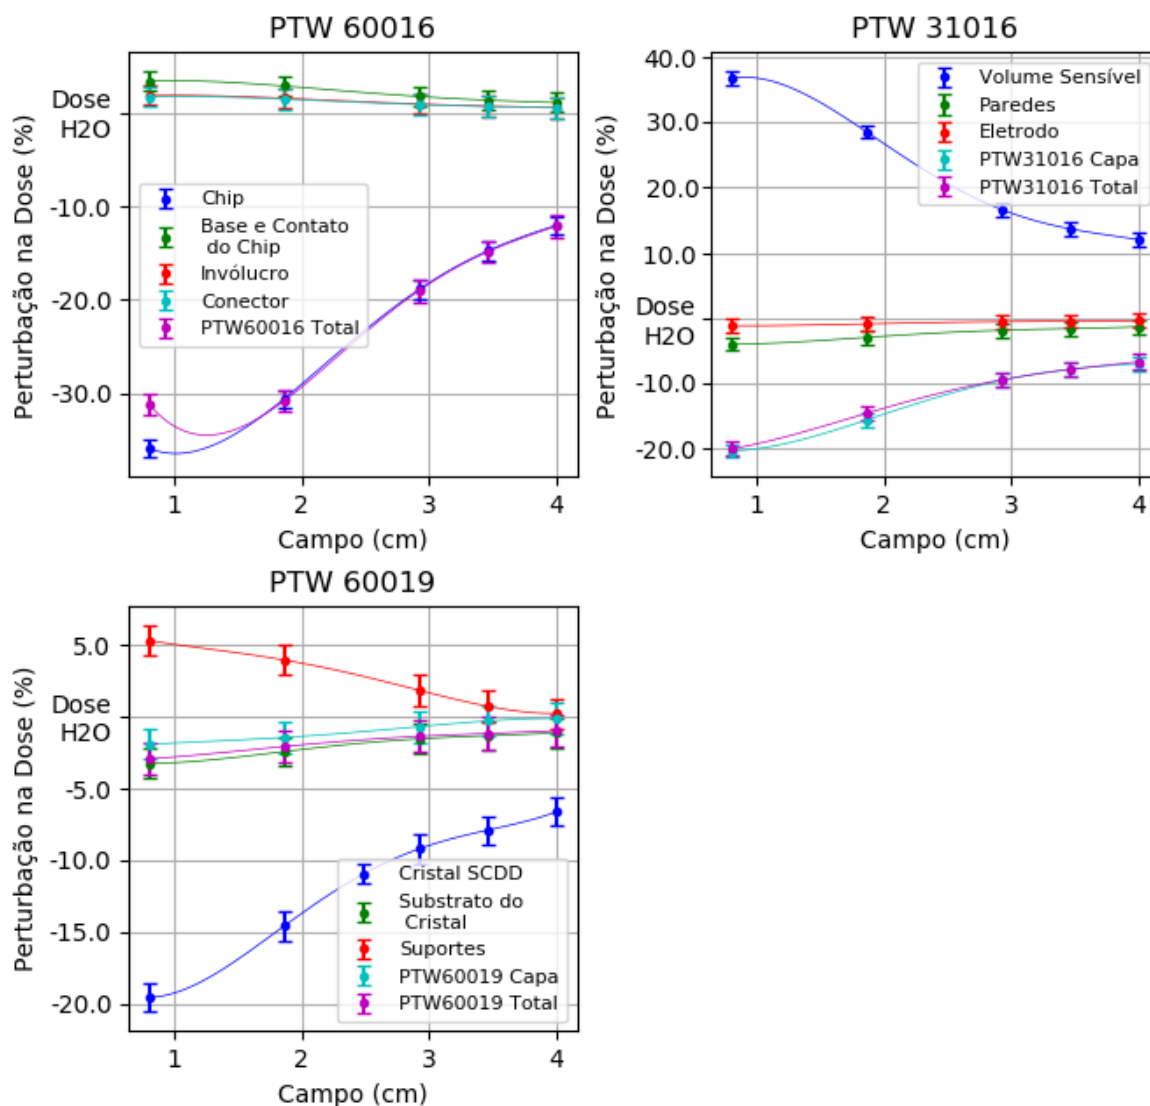 PTW 60016
Perturbação na Dose (%)
Dose
H2O
-10.0
-20.0
-30.0
Chip
Base e Contato
do Chip
Invólucro
Conector
PTW60016 Total
1 2 3 4
Campo (cm)
PTW 31016
Perturbação na Dose (%)
40.0
30.0
20.0
10.0
Dose
H2O
-10.0
-20.0
Volume Sensível
Paredes
Eletrodo
PTW31016 Capa
PTW31016 Total
1 2 3 4
Campo (cm)
PTW 60019
Perturbação na Dose (%)
5.0
Dose
H2O
-5.0
-10.0
-15.0
-20.0
Cristal SCDD
Substrato do
Cristal
Suportes
PTW60019 Capa
PTW60019 Total
1 2 3 4
Campo (cm)